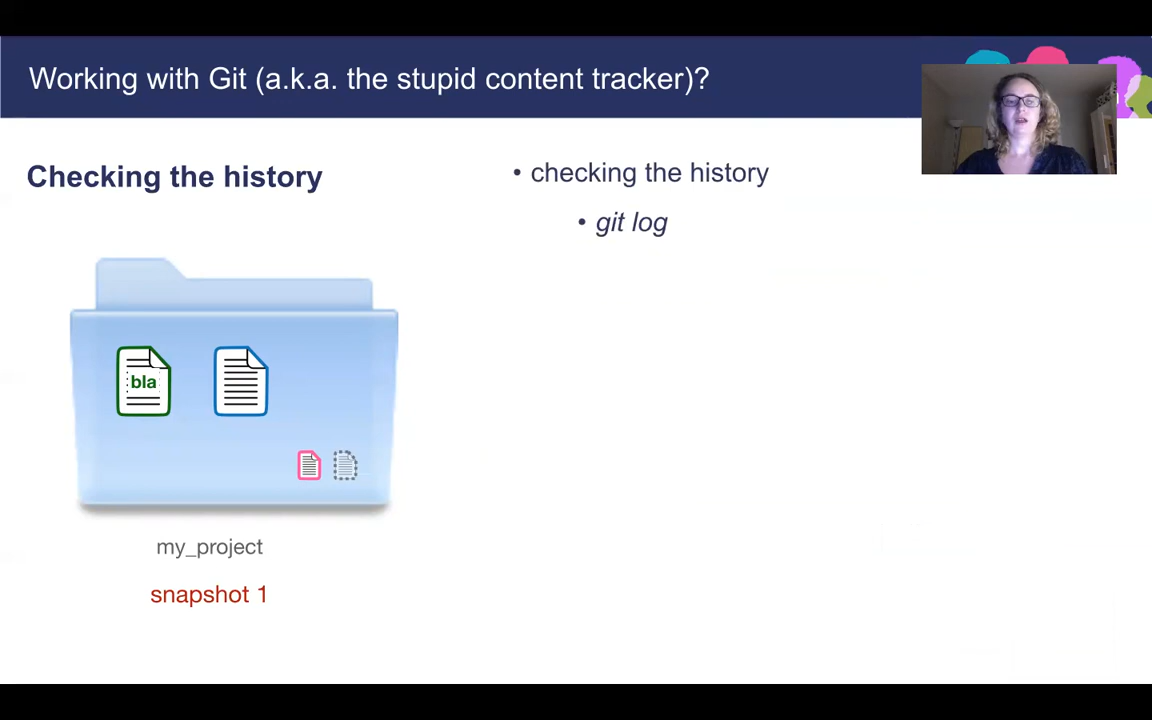 Working with Git (a.k.a. the stupid content tracker)?
Checking the history
• checking the history
• git log
bla
my_project
snapshot 1